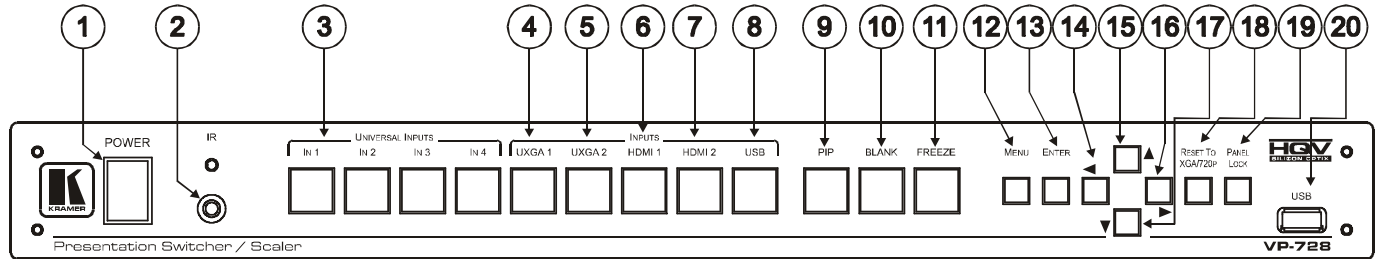 1 2 3 4 5 6 7 8 9 10 11 12 13 14 15 16 17 18 19 20
POWER
IR
UNIVERSAL INPUTS
IN 1 IN 2 IN 3 IN 4
INPUTS
UXGA 1 UXGA 2 HDMI 1 HDMI 2 USB
PIP BLANK FREEZE
MENU ENTER
RESET TO
XGA/720P
PANEL
LOCK
HQV
SILICON OPTIX
USB
K
KRAMER
Presentation Switcher / Scaler
VP-728